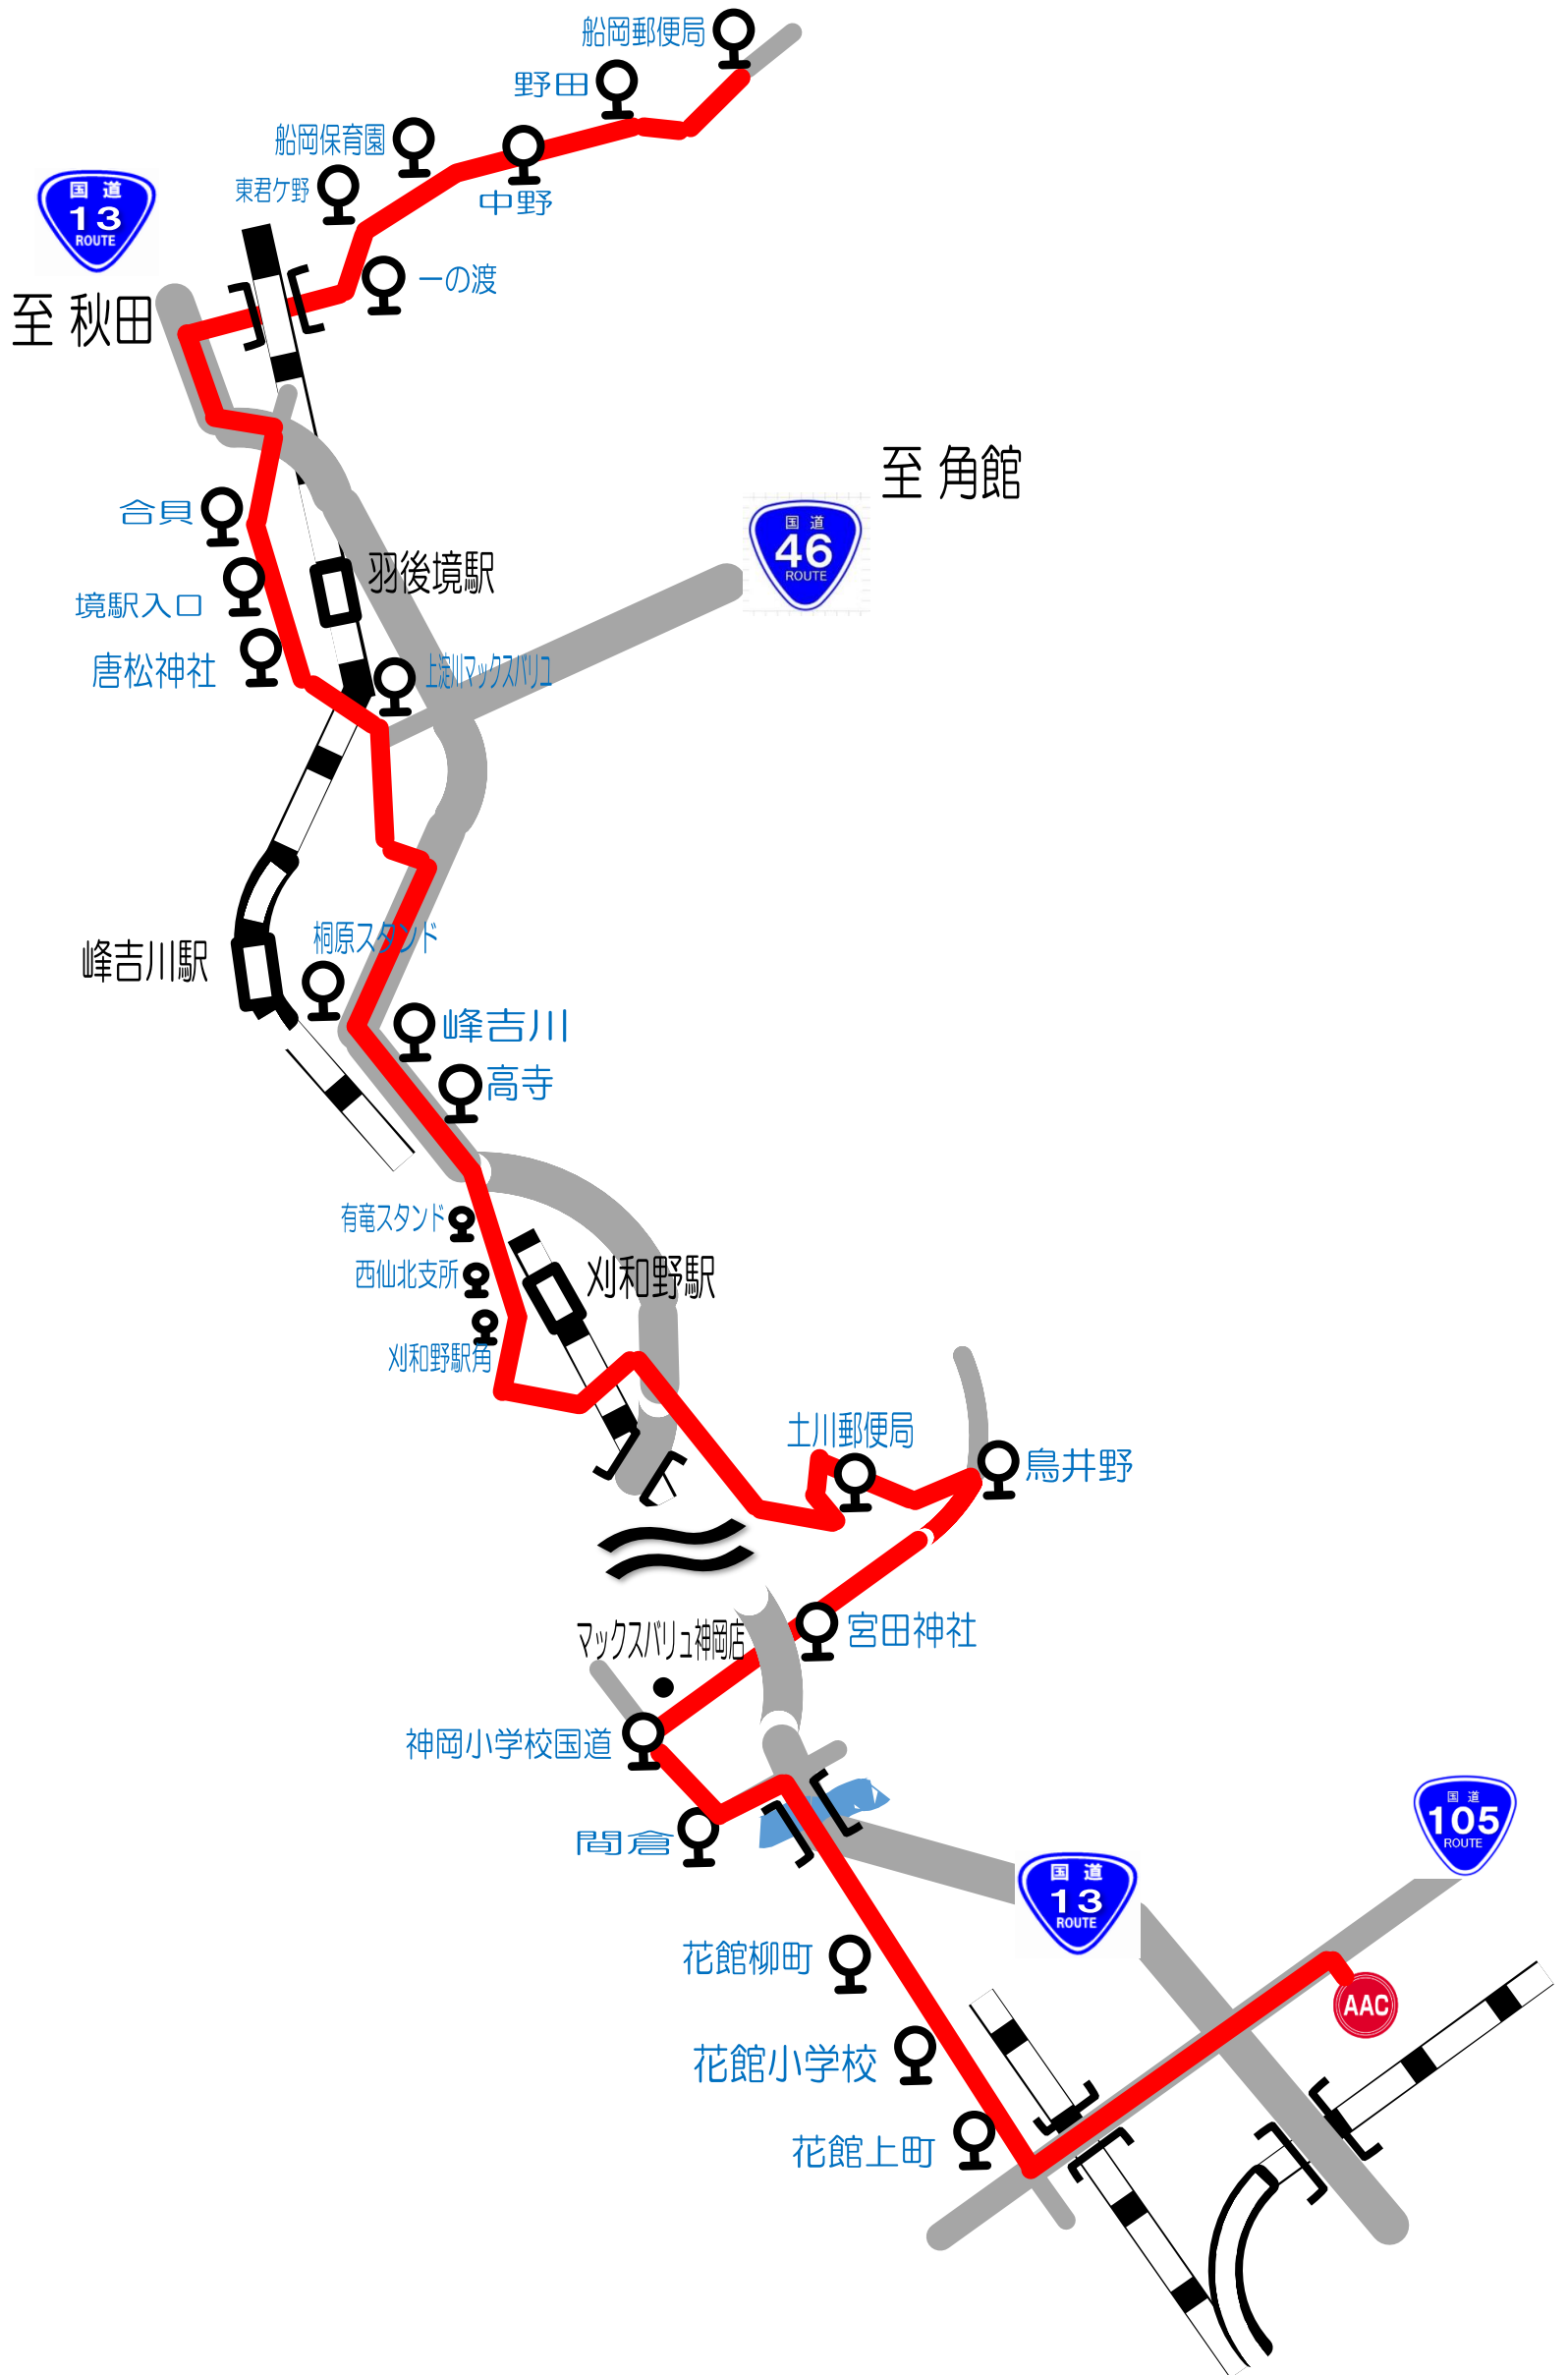 船岡郵便局
野田
船岡保育園
東君ケ野
中野
国道
13
ROUTE
一の渡
至 秋田
至 角館
国道
46
ROUTE
合貝
羽後境駅
境駅入口
唐松神社
上淀川マックスバリュ
桐原スタンド
峰吉川駅
峰吉川
高寺
有竜スタンド
西仙北支所
刈和野駅
刈和野駅角
土川郵便局
鳥井野
マックスバリュ神岡店
宮田神社
神岡小学校国道
間倉
国道
105
ROUTE
国道
13
ROUTE
花館柳町
AAC
花館小学校
花館上町